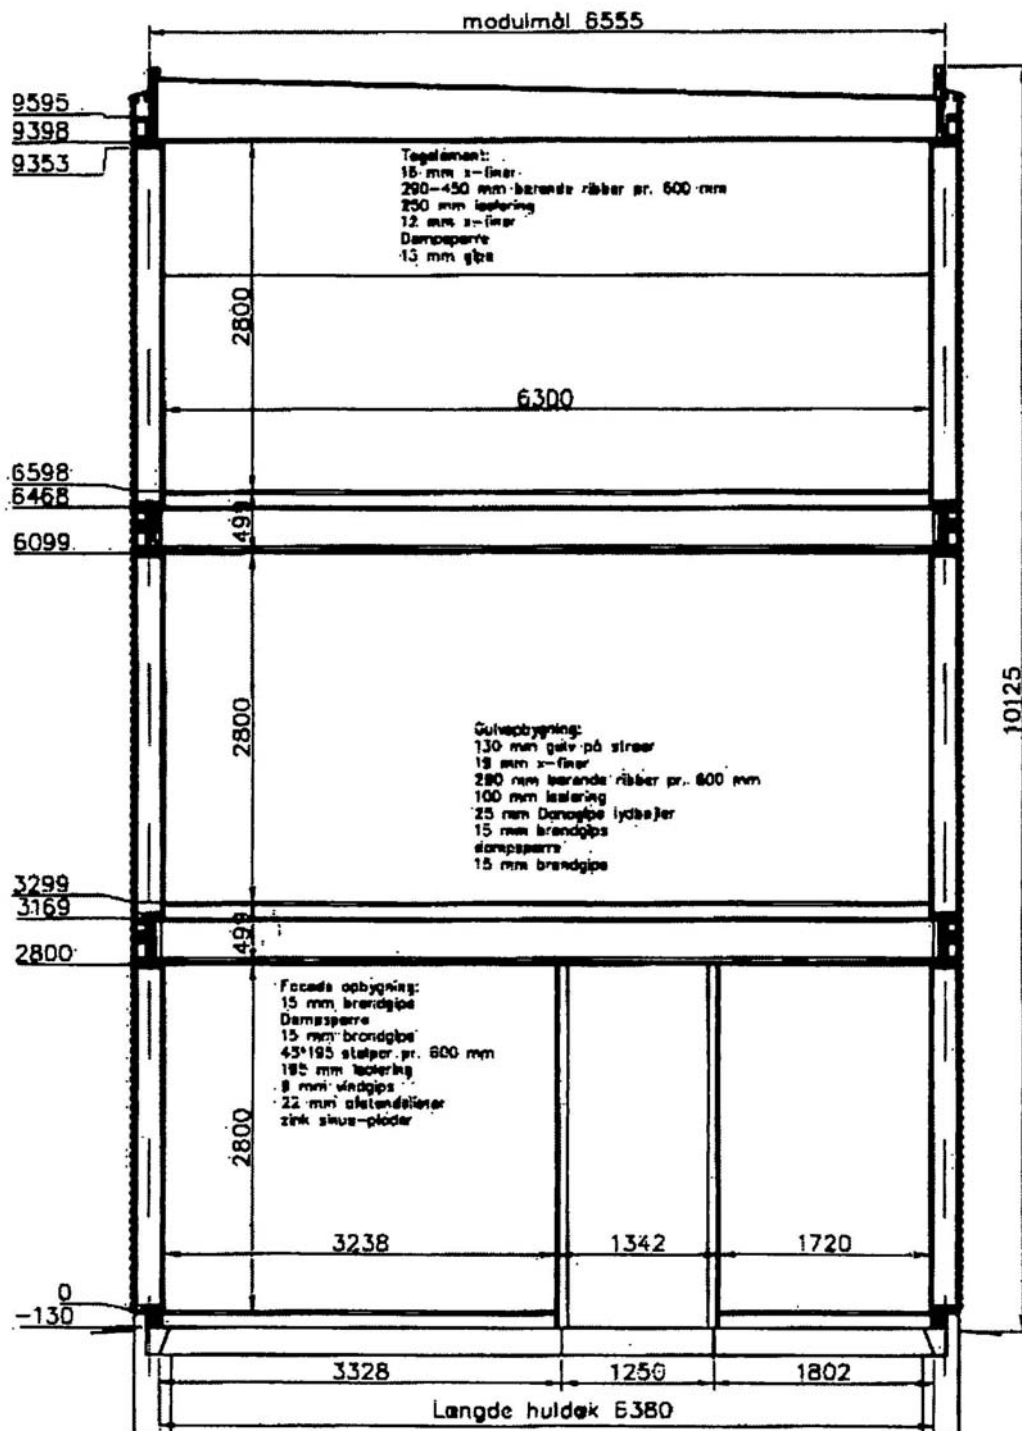 modulmål 6555
9595
9398
9353
Tagelement:
16 mm x-finer
290-450 mm bærende ribber pr. 600 mm
250 mm isolering
12 mm x-finer
Dampspærre
13 mm gips
2800
6300
6598
6468
499
6099
2800
10125
Gulvopbygning:
130 mm gulv på strøer
19 mm x-finer
290 mm bærende ribber pr. 600 mm
100 mm isolering
25 mm Danogips lydbøjler
15 mm brandgips
dampspærre
15 mm brandgips
3299
3169
499
2800
Facade opbygning:
15 mm brandgips
Dampspærre
15 mm brandgips
45*195 stolper pr. 600 mm
195 mm isolering
9 mm vindgips
22 mm afstandslister
zink sinus-plader
2800
3238
1342
1720
0
-130
3328
1250
1802
Længde huldæk 6380